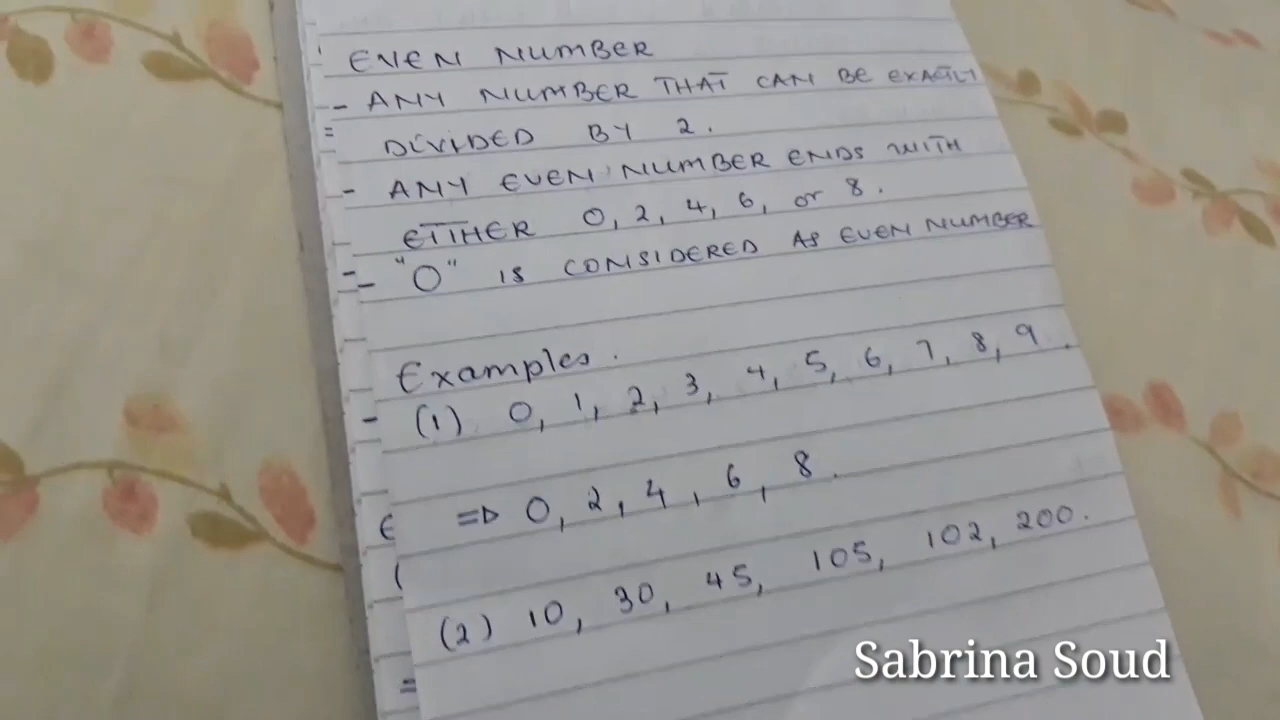 EVEN NUMBER
- ANY NUMBER THAT CAN BE EXACTLY
DIVIDED BY 2.
- ANY EVEN NUMBER ENDS WITH
EITHER 0, 2, 4, 6, or 8.
- "0" IS CONSIDERED AS EVEN NUMBER
Examples.
(1) 0, 1, 2, 3, 4, 5, 6, 7, 8, 9.
⇒ 0, 2, 4, 6, 8.
(2) 10, 30, 45, 105, 102, 200.
Sabrina Soud